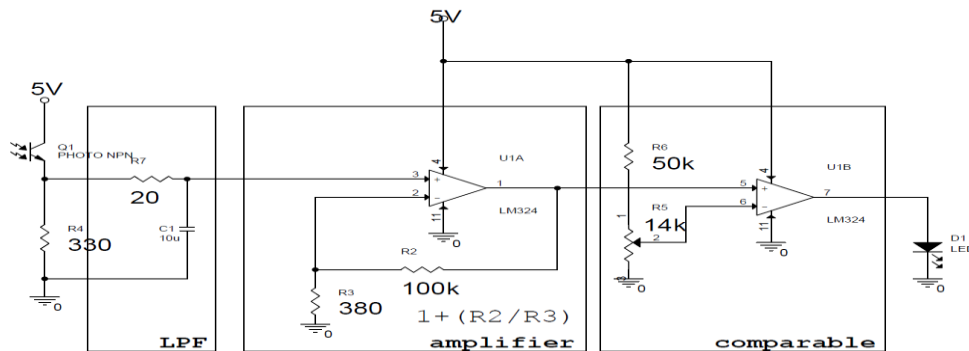 5V
5V
Q1
PHOTO NPN
R7
20
R4
330
C1
10u
0
LPF
3
2
4
11
1
U1A
LM324
0
R2
100k
R3
380
0
1+(R2/R3)
amplifier
R6
50k
R5
14k
1
2
3
0
5
6
4
11
7
U1B
LM324
0
D1
LED
0
comparable